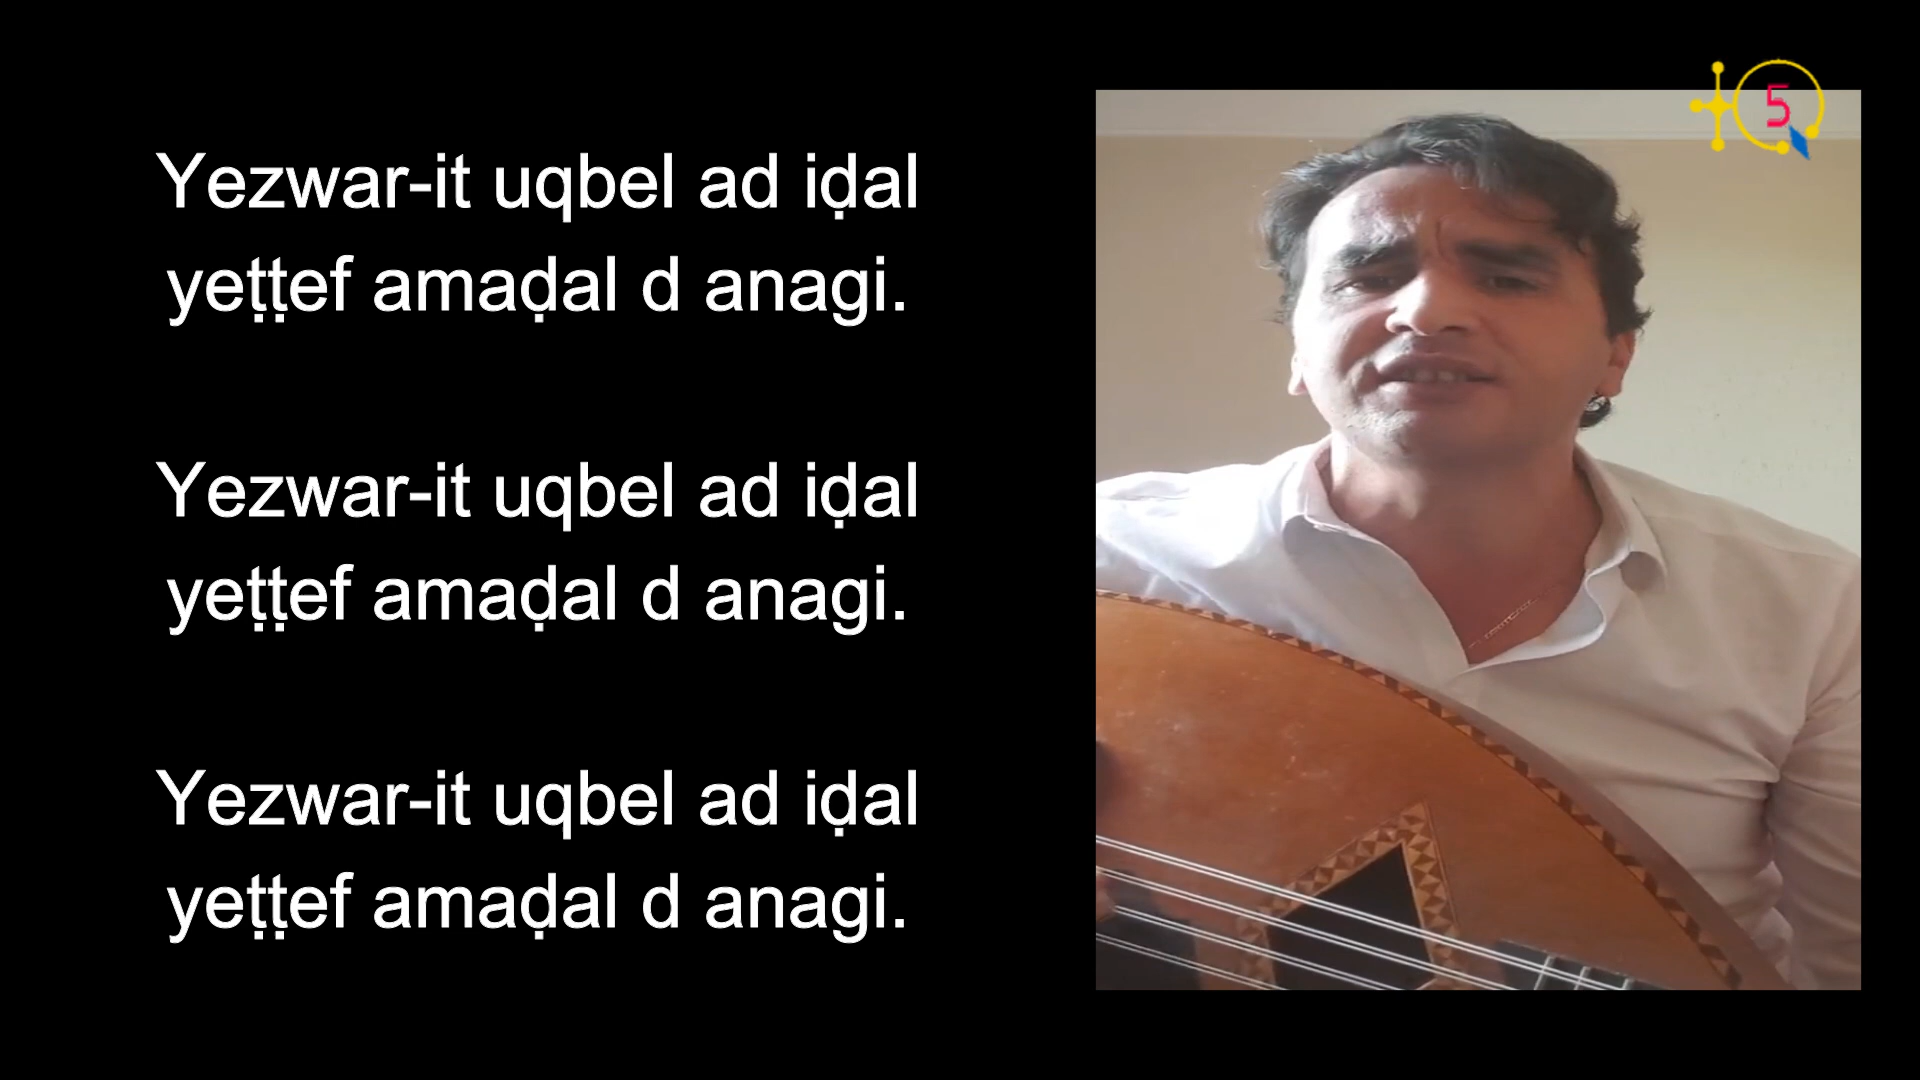 Yezwar-it uqbel ad iḍal
yeṭṭef amaḍal d anagi.
Yezwar-it uqbel ad iḍal
yeṭṭef amaḍal d anagi.
Yezwar-it uqbel ad iḍal
yeṭṭef amaḍal d anagi.
5